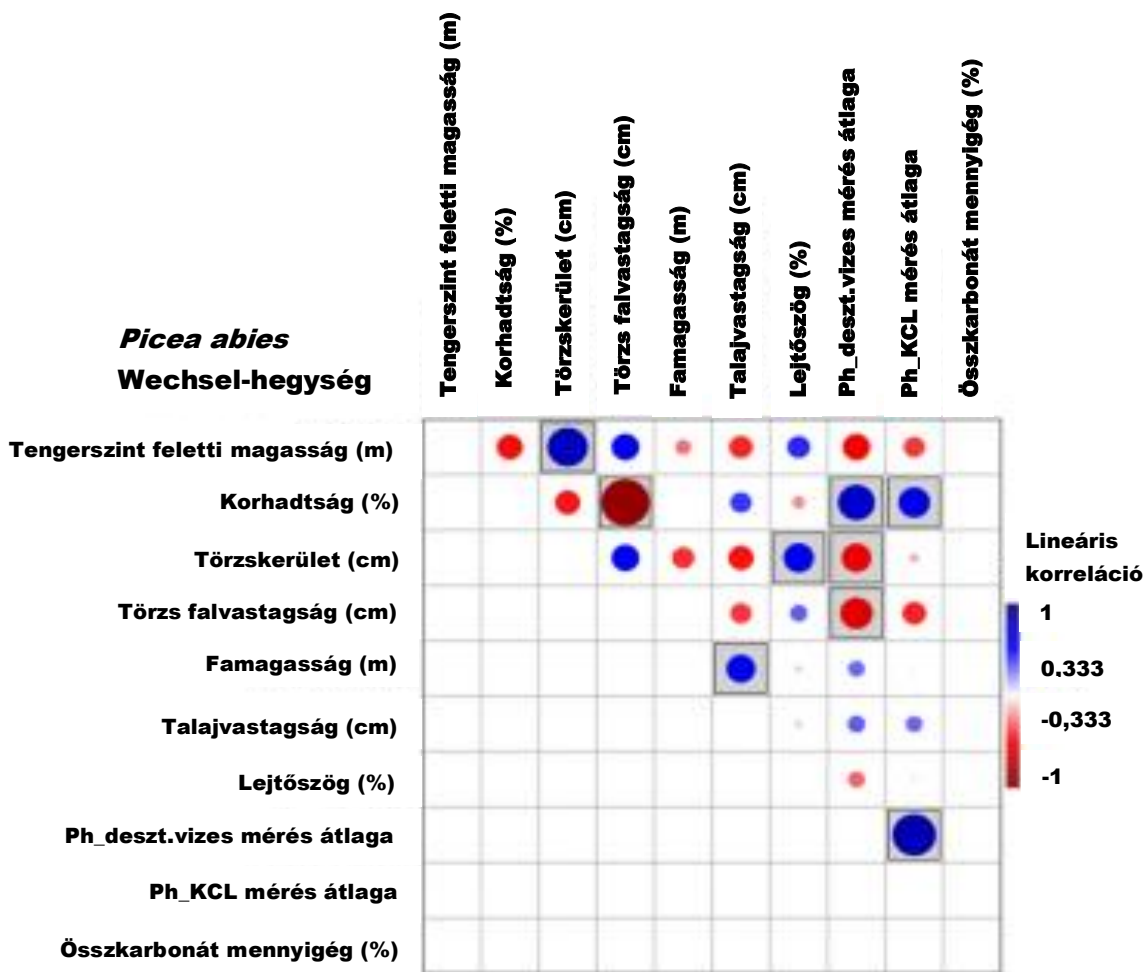 Tengerszint feletti magasság (m)
Korhadtság (%)
Törzskerület (cm)
Törzs falvastagság (cm)
Famagasság (m)
Talajvastagság (cm)
Lejtőszög (%)
Ph_deszt.vizes mérés átlaga
Ph_KCL mérés átlaga
Összkarbonát mennyigég (%)
Picea abies
Wechsel-hegység
Tengerszint feletti magasság (m)
Korhadtság (%)
Törzskerület (cm)
Törzs falvastagság (cm)
Famagasság (m)
Talajvastagság (cm)
Lejtőszög (%)
Ph_deszt.vizes mérés átlaga
Ph_KCL mérés átlaga
Összkarbonát mennyigég (%)
Lineáris
korreláció
1
0,333
-0,333
-1